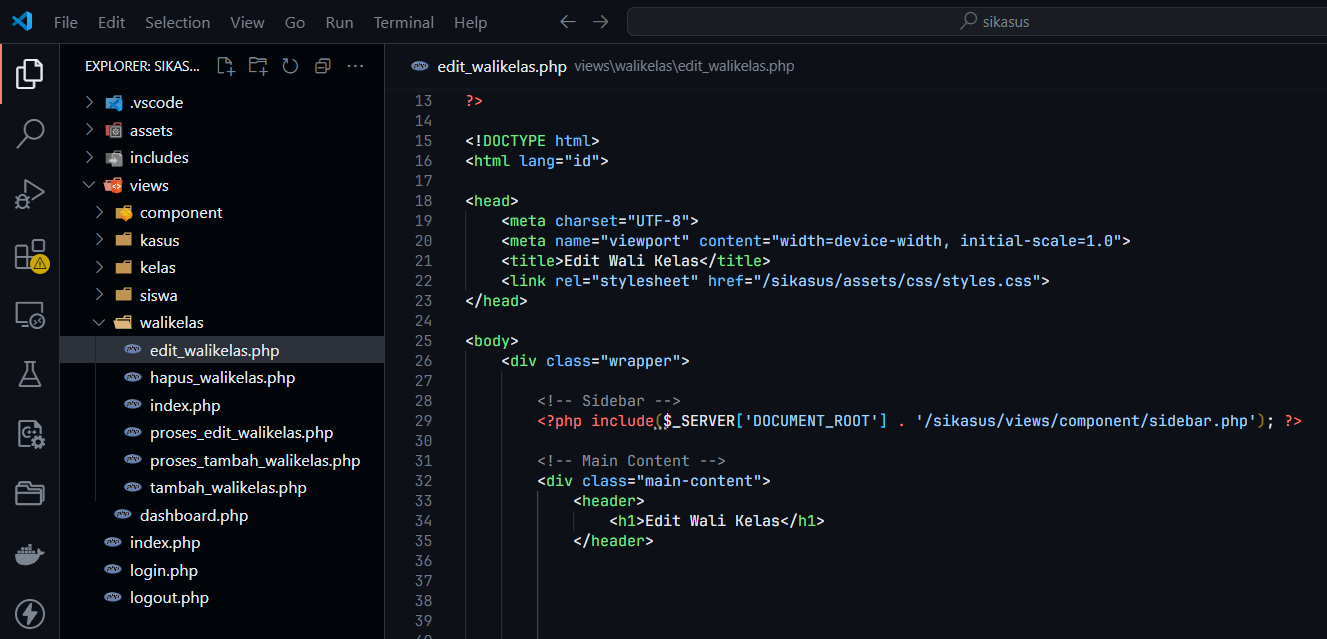 File Edit Selection View Go Run Terminal Help sikasus
EXPLORER: SIKAS...
.vscode
assets
includes
views
component
kasus
kelas
siswa
walikelas
edit_walikelas.php
hapus_walikelas.php
index.php
proses_edit_walikelas.php
proses_tambah_walikelas.php
tambah_walikelas.php
dashboard.php
index.php
login.php
logout.php
edit_walikelas.php views\walikelas\edit_walikelas.php
13 ?>
14
15 <!DOCTYPE html>
16 <html lang="id">
17
18 <head>
19 <meta charset="UTF-8">
20 <meta name="viewport" content="width=device-width, initial-scale=1.0">
21 <title>Edit Wali Kelas</title>
22 <link rel="stylesheet" href="/sikasus/assets/css/styles.css">
23 </head>
24
25 <body>
26 <div class="wrapper">
27
28 <!-- Sidebar -->
29 <?php include($_SERVER['DOCUMENT_ROOT'] . '/sikasus/views/component/sidebar.php'); ?>
30
31 <!-- Main Content -->
32 <div class="main-content">
33 <header>
34 <h1>Edit Wali Kelas</h1>
35 </header>
36
37
38
39